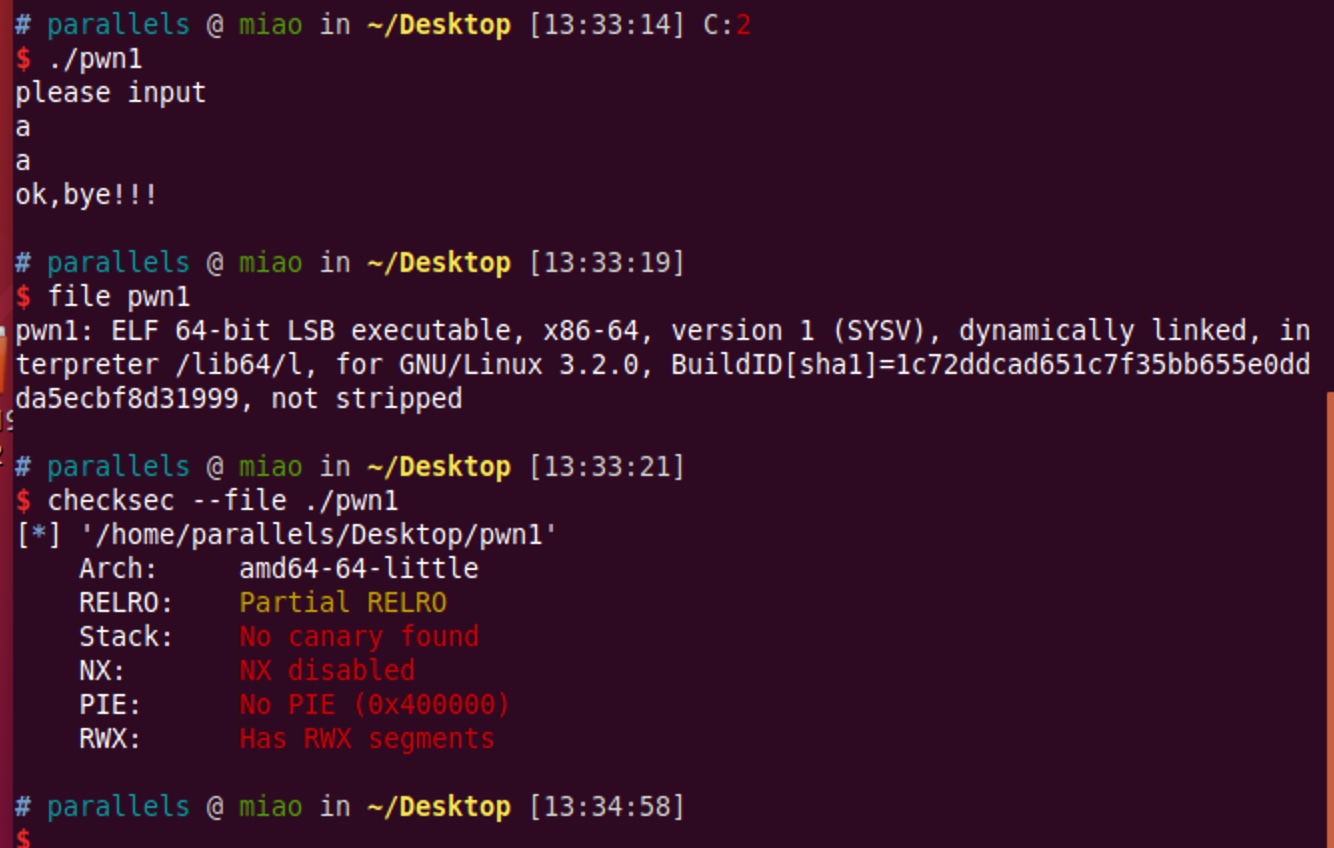 # parallels @ miao in ~/Desktop [13:33:14] C:2
$ ./pwn1
please input
a
a
ok,bye!!!
# parallels @ miao in ~/Desktop [13:33:19]
$ file pwn1
pwn1: ELF 64-bit LSB executable, x86-64, version 1 (SYSV), dynamically linked, in
terpreter /lib64/l, for GNU/Linux 3.2.0, BuildID[sha1]=1c72ddcad651c7f35bb655e0dd
da5ecbf8d31999, not stripped
# parallels @ miao in ~/Desktop [13:33:21]
$ checksec --file ./pwn1
[*] '/home/parallels/Desktop/pwn1'
    Arch:     amd64-64-little
    RELRO:    Partial RELRO
    Stack:    No canary found
    NX:       NX disabled
    PIE:      No PIE (0x400000)
    RWX:      Has RWX segments
# parallels @ miao in ~/Desktop [13:34:58]
$